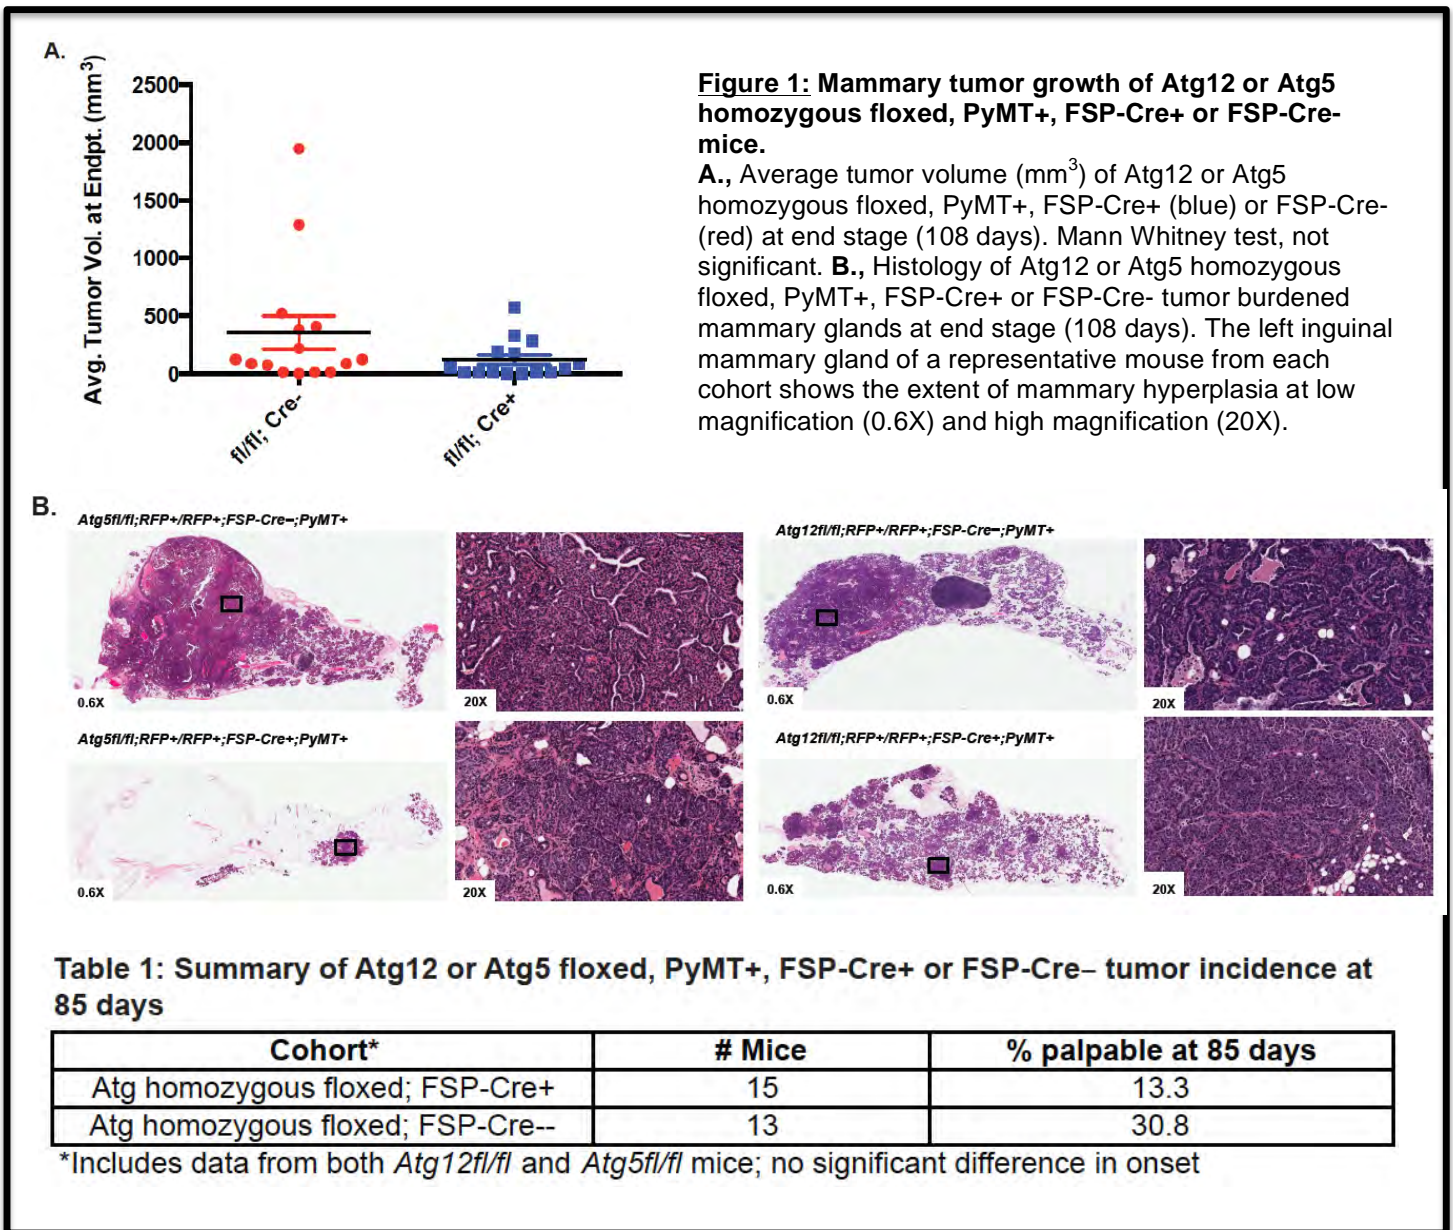 A.
Avg. Tumor Vol. at Endpt. (mm3)
2500
2000
1500
1000
500
0
fl/fl; Cre-
fl/fl; Cre+
Figure 1: Mammary tumor growth of Atg12 or Atg5
homozygous floxed, PyMT+, FSP-Cre+ or FSP-Cre-
mice.
A., Average tumor volume (mm3) of Atg12 or Atg5
homozygous floxed, PyMT+, FSP-Cre+ (blue) or FSP-Cre-
(red) at end stage (108 days). Mann Whitney test, not
significant. B., Histology of Atg12 or Atg5 homozygous
floxed, PyMT+, FSP-Cre+ or FSP-Cre- tumor burdened
mammary glands at end stage (108 days). The left inguinal
mammary gland of a representative mouse from each
cohort shows the extent of mammary hyperplasia at low
magnification (0.6X) and high magnification (20X).
B.
Atg5fl/fl;RFP+/RFP+;FSP-Cre–;PyMT+
0.6X
20X
Atg12fl/fl;RFP+/RFP+;FSP-Cre–;PyMT+
0.6X
20X
Atg5fl/fl;RFP+/RFP+;FSP-Cre+;PyMT+
0.6X
20X
Atg12fl/fl;RFP+/RFP+;FSP-Cre+;PyMT+
0.6X
20X
Table 1: Summary of Atg12 or Atg5 floxed, PyMT+, FSP-Cre+ or FSP-Cre– tumor incidence at
85 days
Cohort* # Mice % palpable at 85 days
Atg homozygous floxed; FSP-Cre+ 15 13.3
Atg homozygous floxed; FSP-Cre-- 13 30.8
*Includes data from both Atg12fl/fl and Atg5fl/fl mice; no significant difference in onset